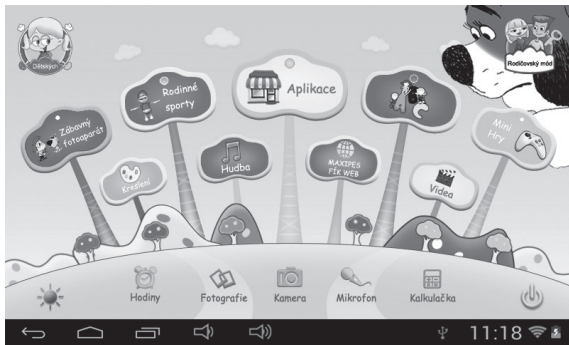 Dětských
Rodičovský mód
Rodinné
sporty
Aplikace
Zábavný
fotoaparát
Mini
Hry
Kreslení
Hudba
MAXIPES
FÍK WEB
Videa
Hodiny
Fotografie
Kamera
Mikrofon
Kalkulačka
11:18